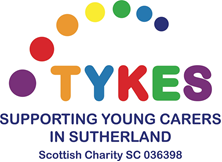 TYKES
SUPPORTING YOUNG CARERS
IN SUTHERLAND
Scottish Charity SC 036398